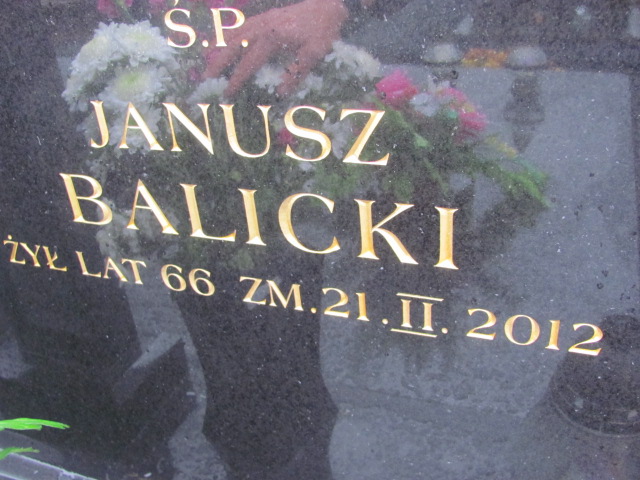 Ś.P.
JANUSZ
BALICKI
ŻYŁ LAT 66 ZM.21.II.2012